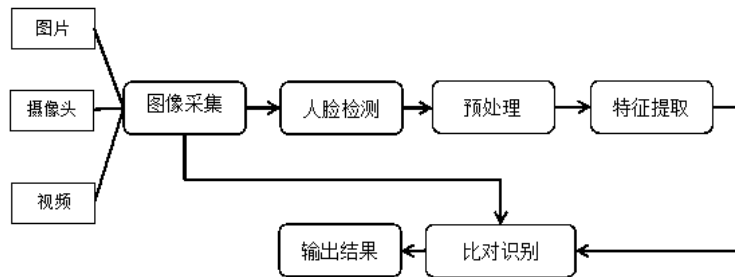 图片
摄像头
视频
图像采集
人脸检测
预处理
特征提取
输出结果
比对识别